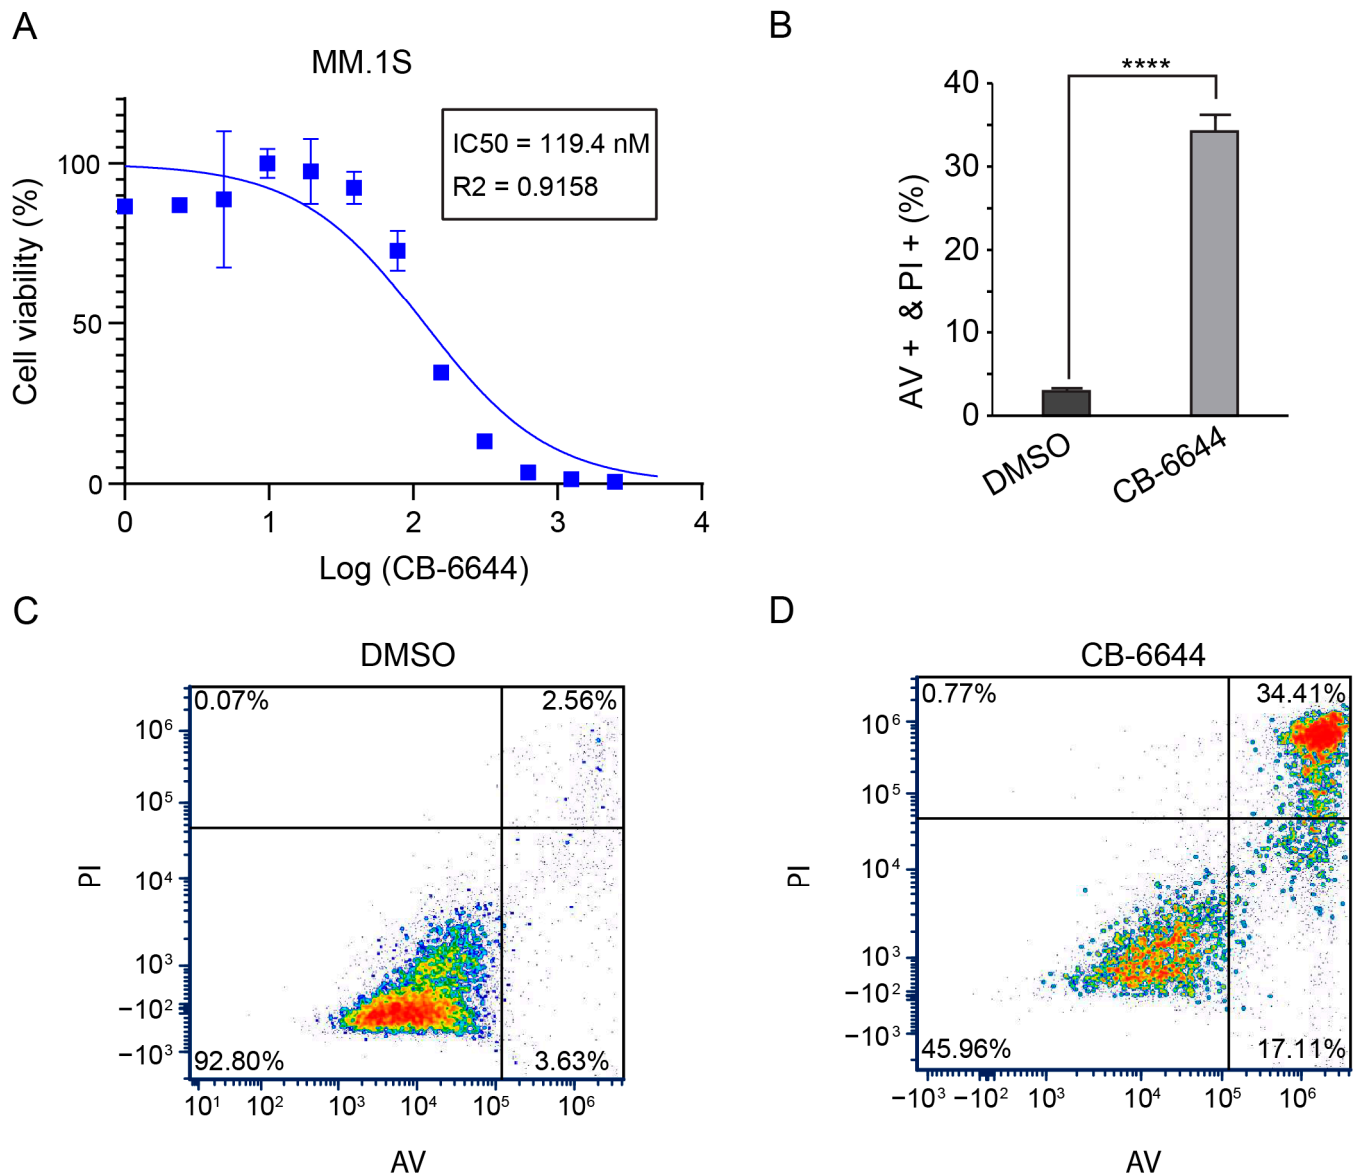 A
MM.1S
IC50 = 119.4 nM
R2 = 0.9158
Cell viability (%)
100
50
0
0 1 2 3 4
Log (CB-6644)
B
****
AV + & PI + (%)
40
30
20
10
0
DMSO
CB-6644
C
DMSO
0.07% 2.56%
92.80% 3.63%
PI
10⁶
10⁵
10⁴
10³
−10²
−10³
10¹ 10² 10³ 10⁴ 10⁵ 10⁶
AV
D
CB-6644
0.77% 34.41%
45.96% 17.11%
PI
10⁶
10⁵
10⁴
10³
−10²
−10³
−10³ −10² 10³ 10⁴ 10⁵ 10⁶
AV